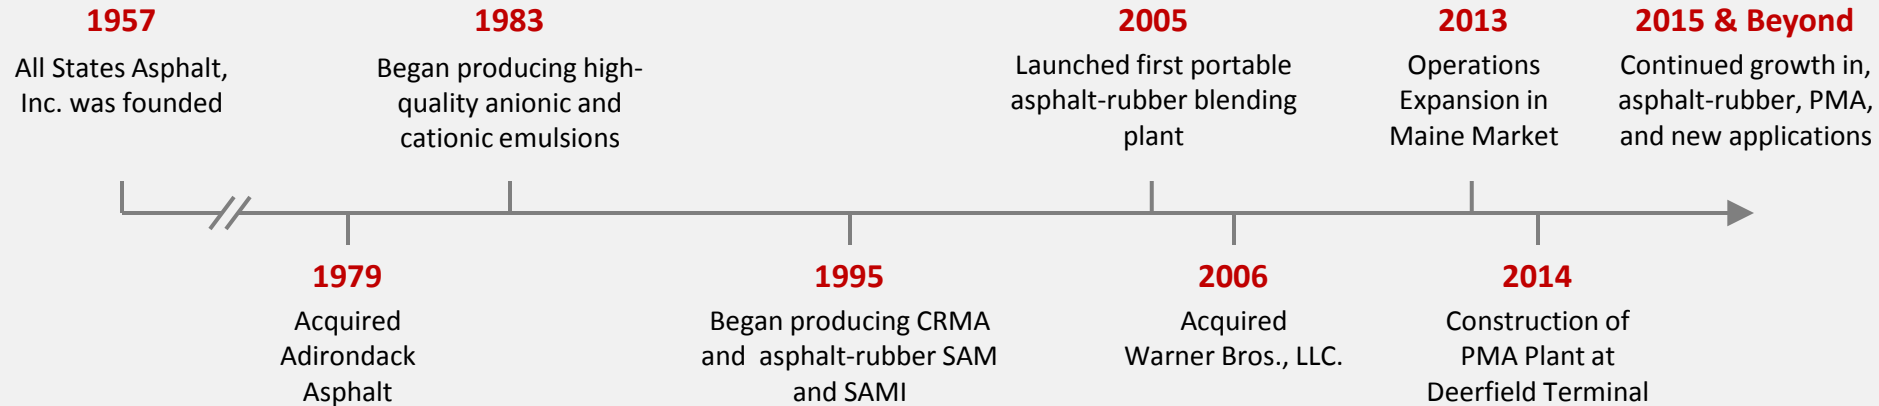 1957
All States Asphalt,
Inc. was founded
1983
Began producing high-
quality anionic and
cationic emulsions
2005
Launched first portable
asphalt-rubber blending
plant
2013
Operations
Expansion in
Maine Market
2015 & Beyond
Continued growth in,
asphalt-rubber, PMA,
and new applications
1979
Acquired
Adirondack
Asphalt
1995
Began producing CRMA
and asphalt-rubber SAM
and SAMI
2006
Acquired
Warner Bros., LLC.
2014
Construction of
PMA Plant at
Deerfield Terminal